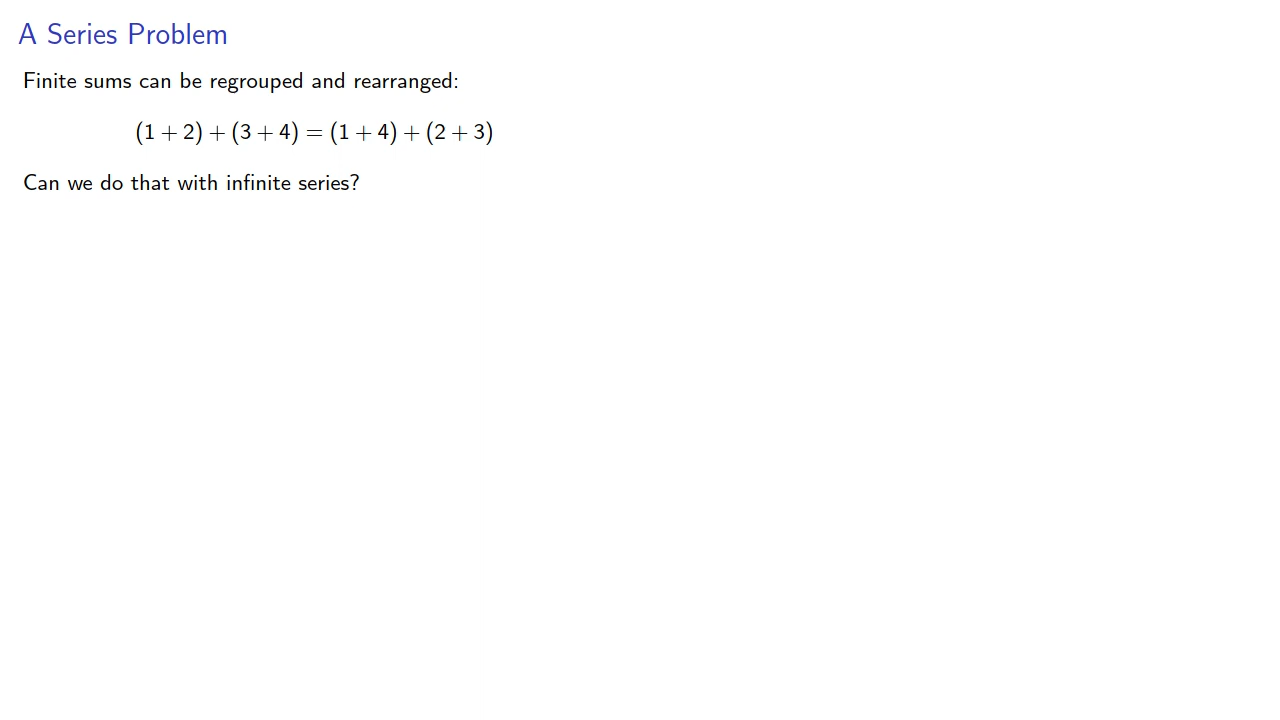 A Series Problem
Finite sums can be regrouped and rearranged:
(1 + 2) + (3 + 4) = (1 + 4) + (2 + 3)
Can we do that with infinite series?